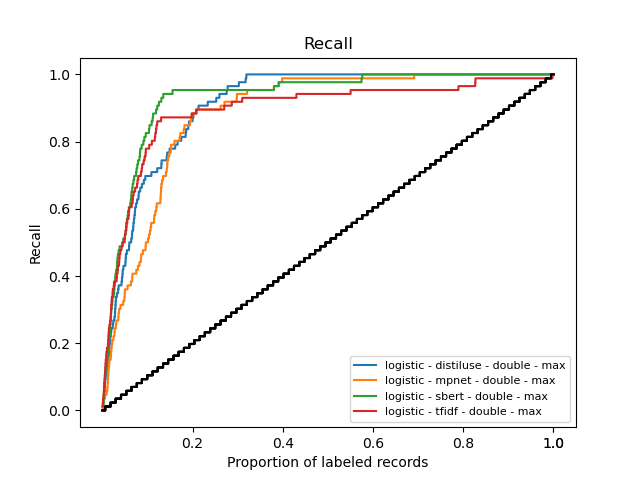 Recall
Recall
1.0
0.8
0.6
0.4
0.2
0.0
logistic - distiluse - double - max
logistic - mpnet - double - max
logistic - sbert - double - max
logistic - tfidf - double - max
0.2 0.4 0.6 0.8 1.0
Proportion of labeled records